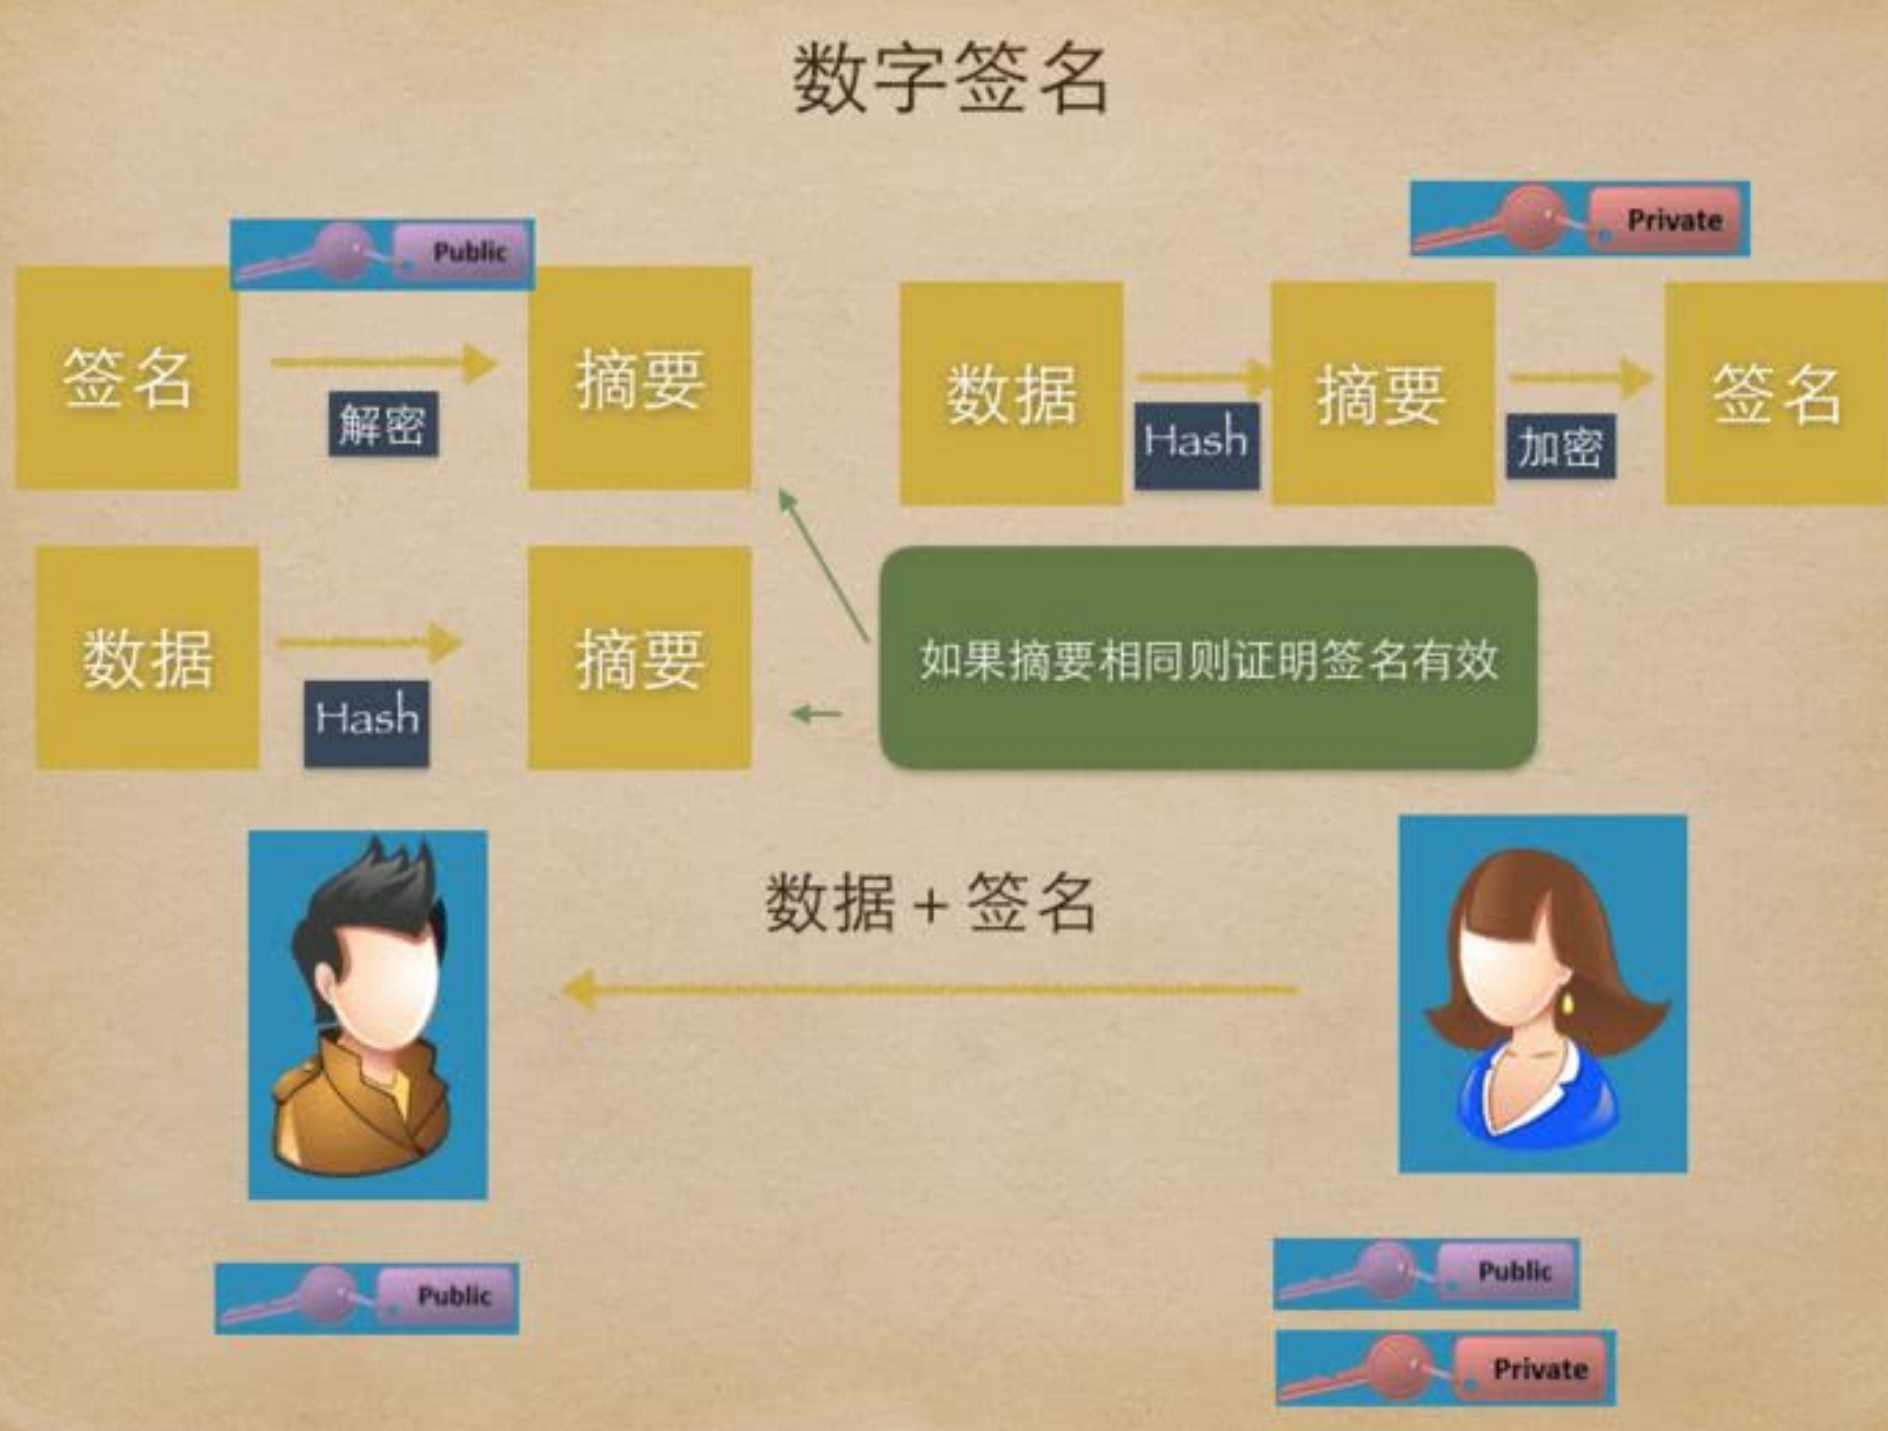 数字签名
Public
Private
签名
解密
摘要
数据
Hash
摘要
加密
签名
数据
Hash
摘要
如果摘要相同则证明签名有效
数据 + 签名
Public
Public
Private